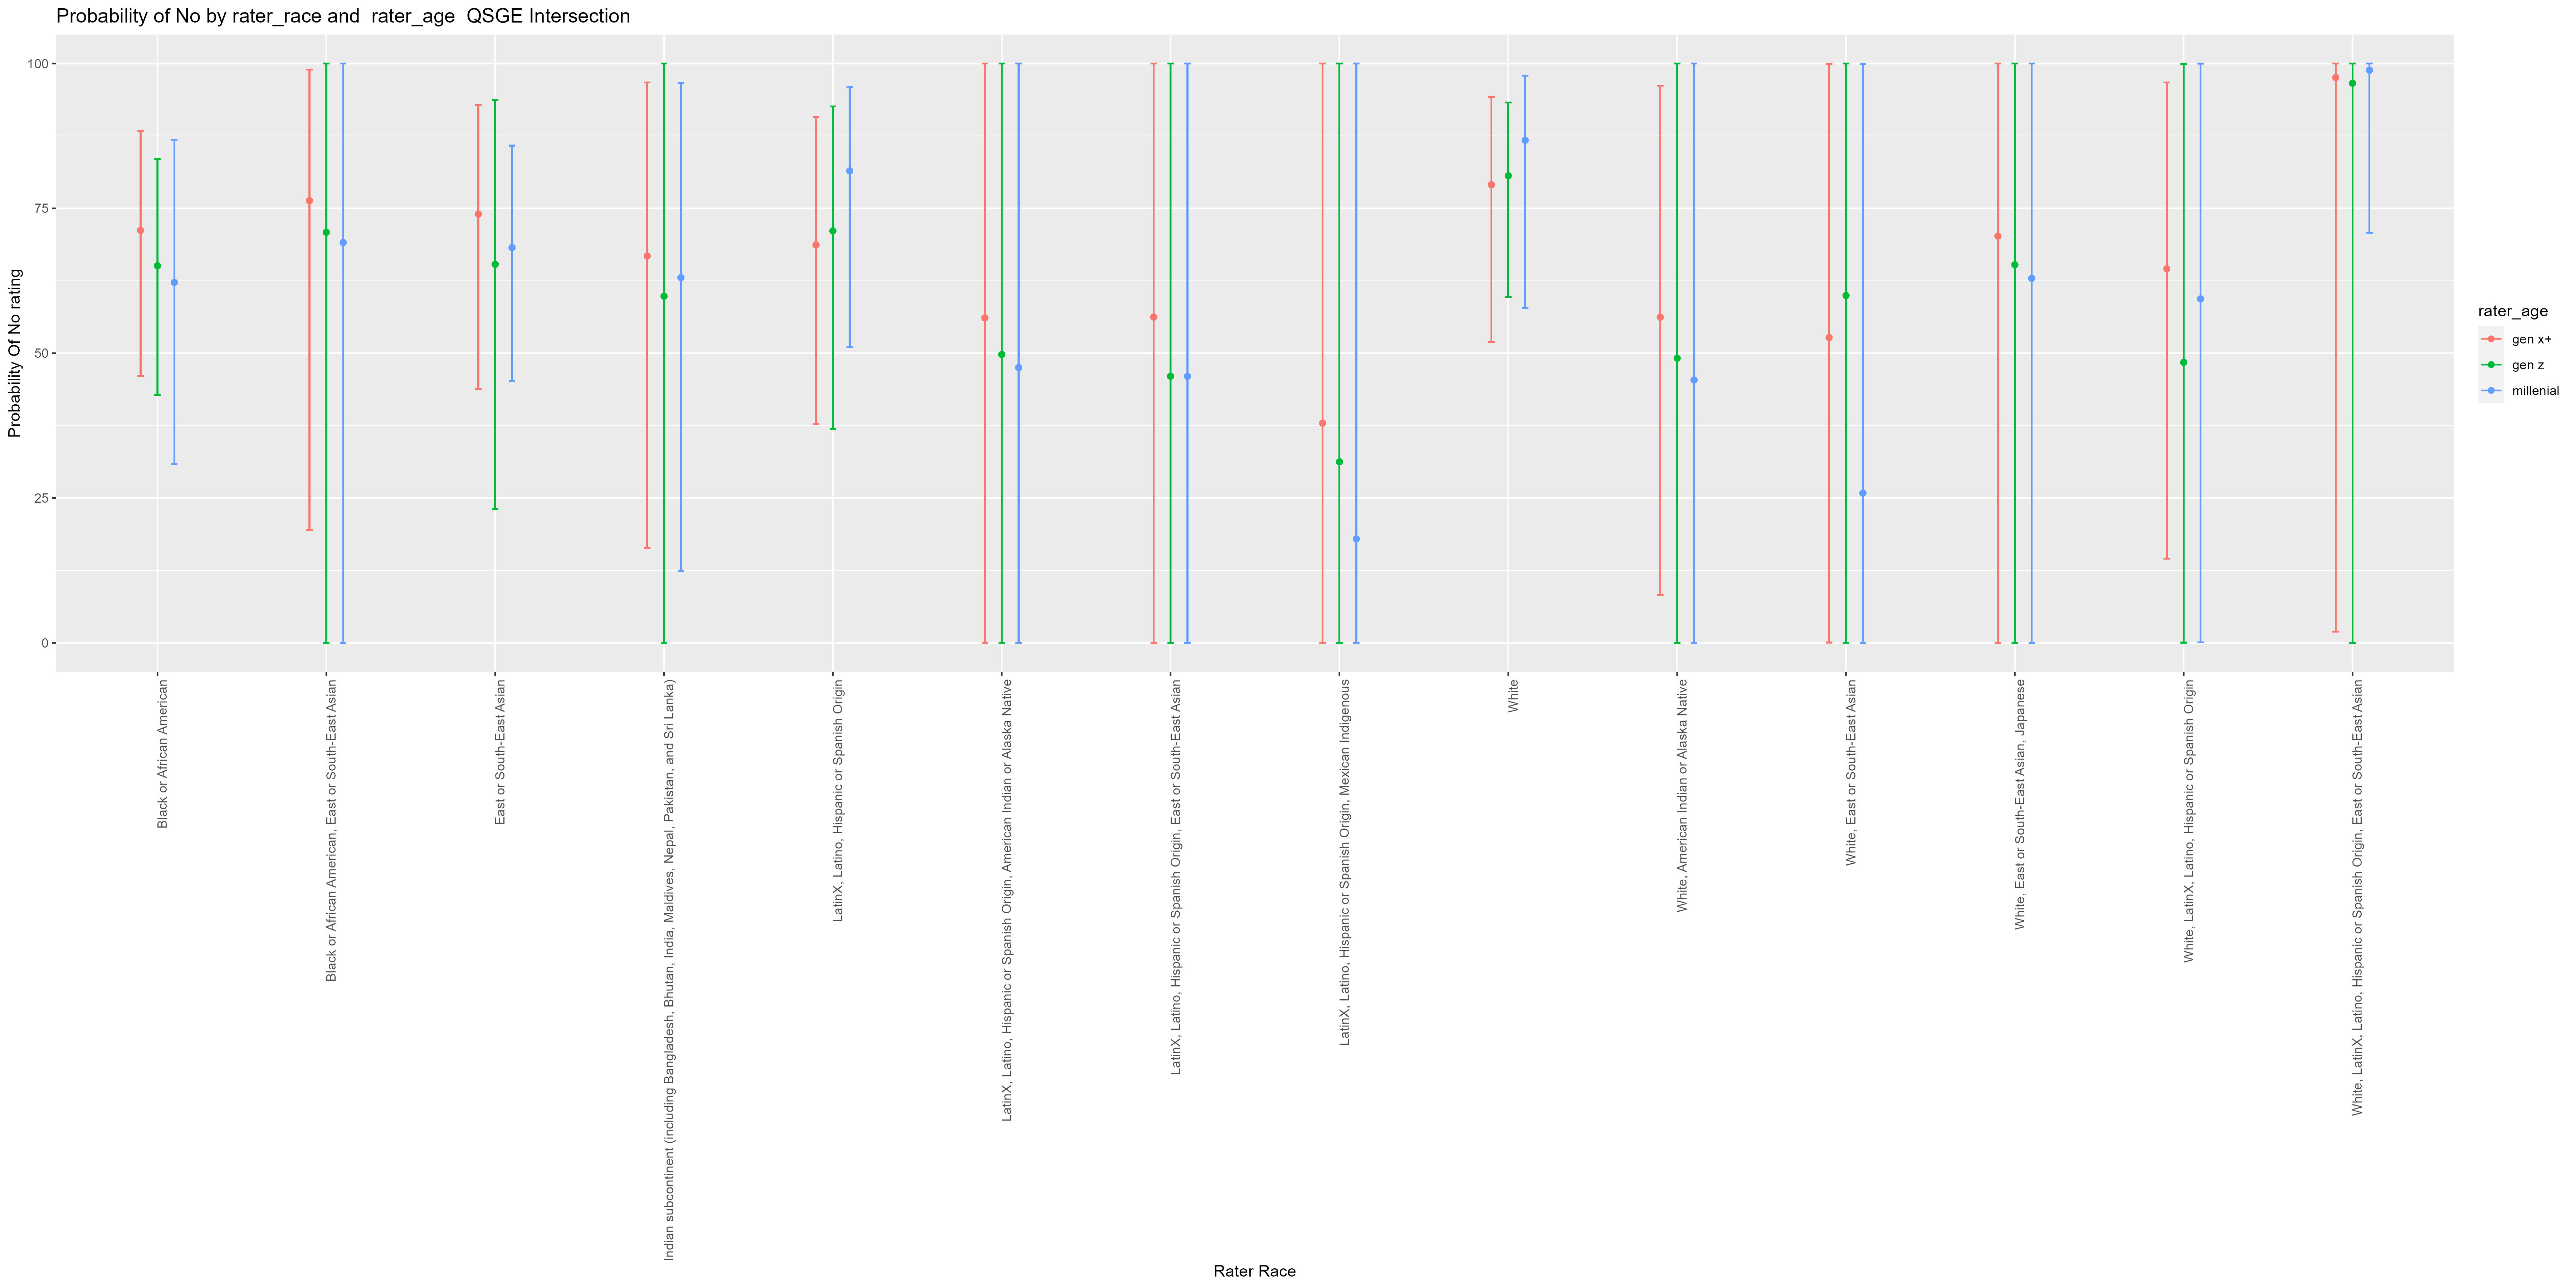 Probability of No by rater_race and  rater_age  QSGE Intersection
Probability Of No rating
100
75
50
25
0
Black or African American
Black or African American, East or South-East Asian
East or South-East Asian
Indian subcontinent (including Bangladesh, Bhutan, India, Maldives, Nepal, Pakistan, and Sri Lanka)
LatinX, Latino, Hispanic or Spanish Origin
LatinX, Latino, Hispanic or Spanish Origin, American Indian or Alaska Native
LatinX, Latino, Hispanic or Spanish Origin, East or South-East Asian
LatinX, Latino, Hispanic or Spanish Origin, Mexican Indigenous
White
White, American Indian or Alaska Native
White, East or South-East Asian
White, East or South-East Asian, Japanese
White, LatinX, Latino, Hispanic or Spanish Origin
White, LatinX, Latino, Hispanic or Spanish Origin, East or South-East Asian
Rater Race
rater_age
gen x+
gen z
millenial